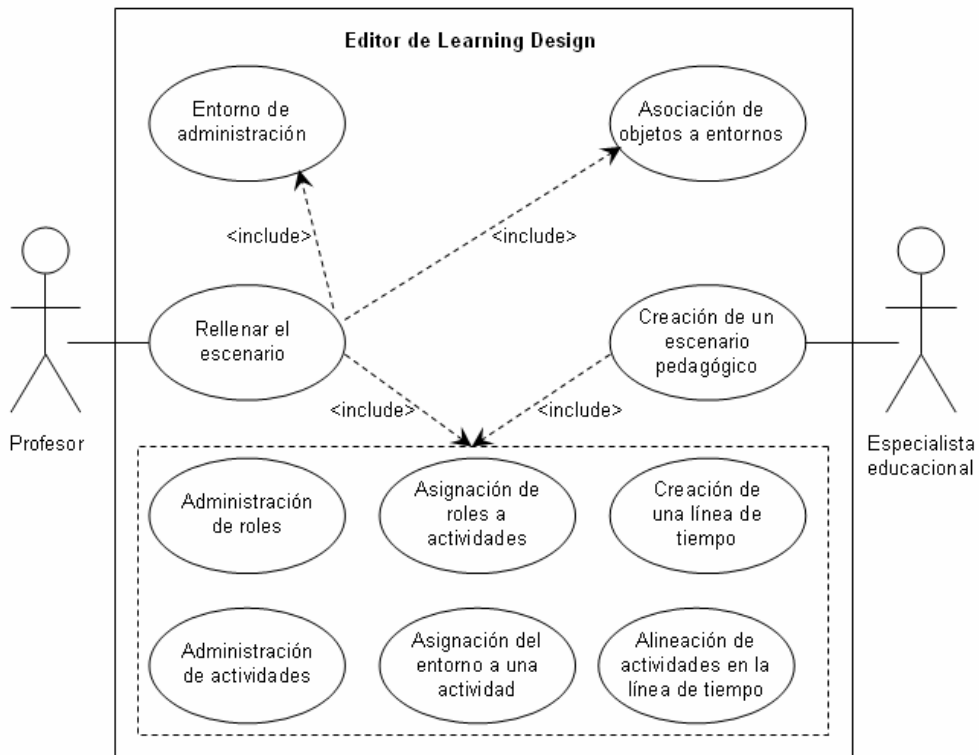 Editor de Learning Design
Entorno de
administración
Asociación de
objetos a entornos
<include>
<include>
Rellenar el
escenario
Creación de un
escenario
pedagógico
<include>
<include>
Profesor
Especialista
educacional
Administración
de roles
Asignación de
roles a
actividades
Creación de
una línea de
tiempo
Administración
de actividades
Asignación del
entorno a una
actividad
Alineación de
actividades en la
línea de tiempo